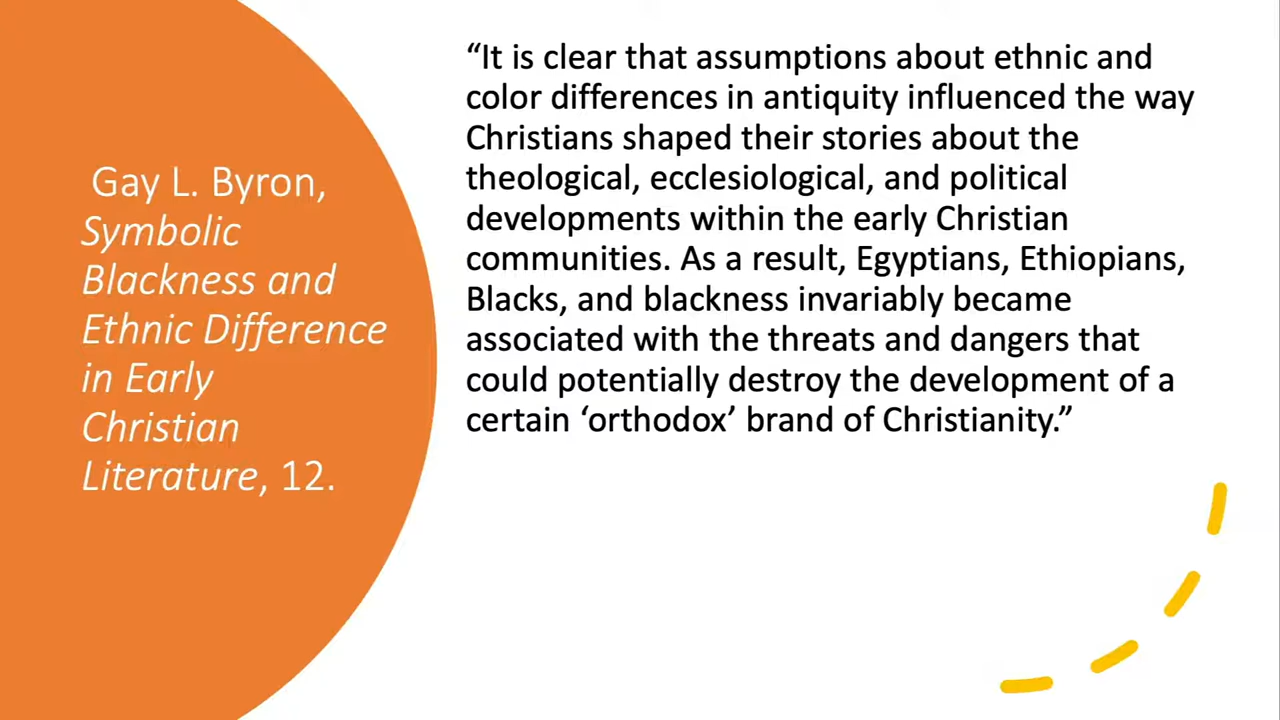 Gay L. Byron,
Symbolic
Blackness and
Ethnic Difference
in Early
Christian
Literature, 12.
“It is clear that assumptions about ethnic and
color differences in antiquity influenced the way
Christians shaped their stories about the
theological, ecclesiological, and political
developments within the early Christian
communities. As a result, Egyptians, Ethiopians,
Blacks, and blackness invariably became
associated with the threats and dangers that
could potentially destroy the development of a
certain ‘orthodox’ brand of Christianity.”